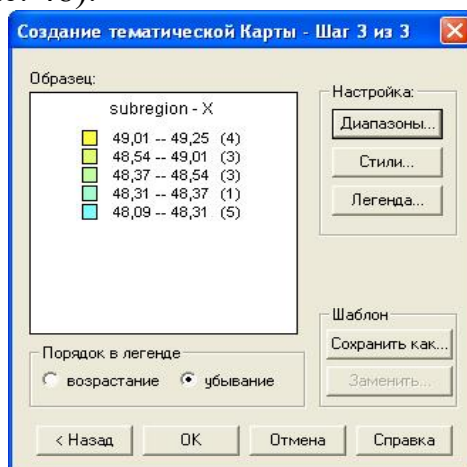 Создание тематической Карты - Шаг 3 из 3
Образец:
subregion - X
49,01 -- 49,25 (4)
48,54 -- 49,01 (3)
48,37 -- 48,54 (3)
48,31 -- 48,37 (1)
48,09 -- 48,31 (5)
Настройка:
Диапазоны...
Стили...
Легенда...
Порядок в легенде
возрастание
убывание
Шаблон
Сохранить как...
Заменить...
< Назад
OK
Отмена
Справка